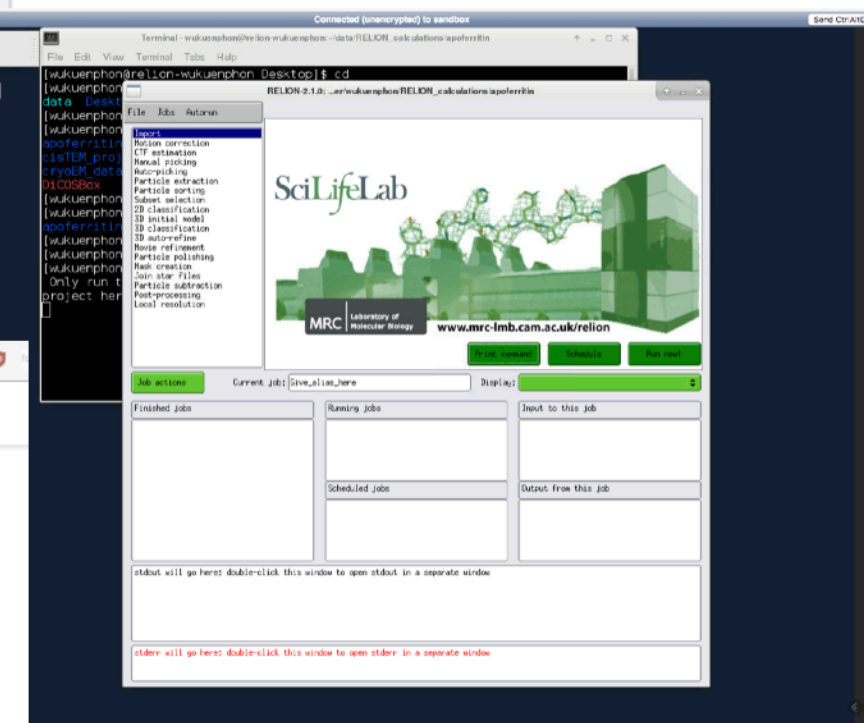 Connected (unencrypted) to sandbox
Send CtrlAltD
Terminal - wukuenphon@relion-wukuenphon:~/data/RELION_calculations/apoferritin
File Edit View Terminal Tabs Help
[wukuenphon@relion-wukuenphon Desktop]$ cd
[wukuenphon
data Deskt
[wukuenphon
[wukuenphon
apoferritin
cisTEM_proj
cryoEM_data
DiCOSBox
[wukuenphon
[wukuenphon
apoferritin
[wukuenphon
[wukuenphon
[wukuenphon
Only run t
project her
RELION-2.1.0: ...er/wukuenphon/RELION_calculations/apoferritin
File Jobs Autorun
Import
Motion correction
CTF estimation
Manual picking
Auto-picking
Particle extraction
Particle sorting
Subset selection
2D classification
3D initial model
3D classification
3D auto-refine
Movie refinement
Particle polishing
Mask creation
Join star files
Particle subtraction
Post-processing
Local resolution
SciLifeLab
MRC Laboratory of Molecular Biology
www.mrc-lmb.cam.ac.uk/relion
Print command Schedule Run now!
Job actions Current job: Give_alias_here Display:
Finished jobs Running jobs Input to this job
Scheduled jobs Output from this job
stdout will go here; double-click this window to open stdout in a separate window
stderr will go here; double-click this window to open stderr in a separate window